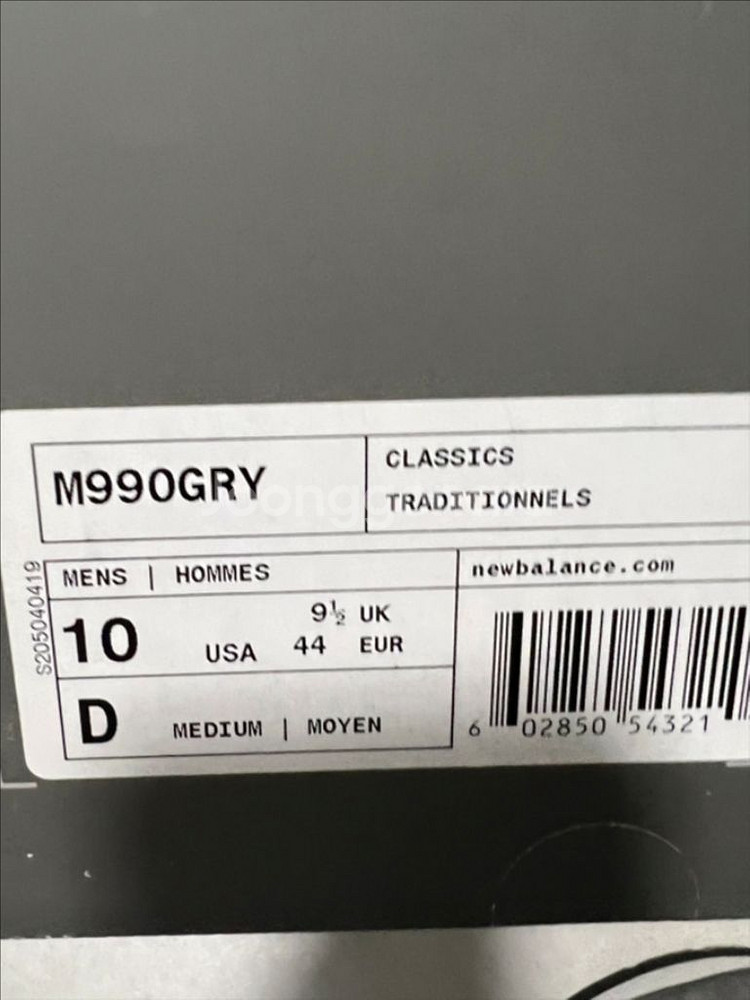 M990GRY
CLASSICS
TRADITIONNELS
S205040419
MENS | HOMMES
newbalance.com
10 USA
9½ UK
44 EUR
D MEDIUM | MOYEN
6 02850 54321